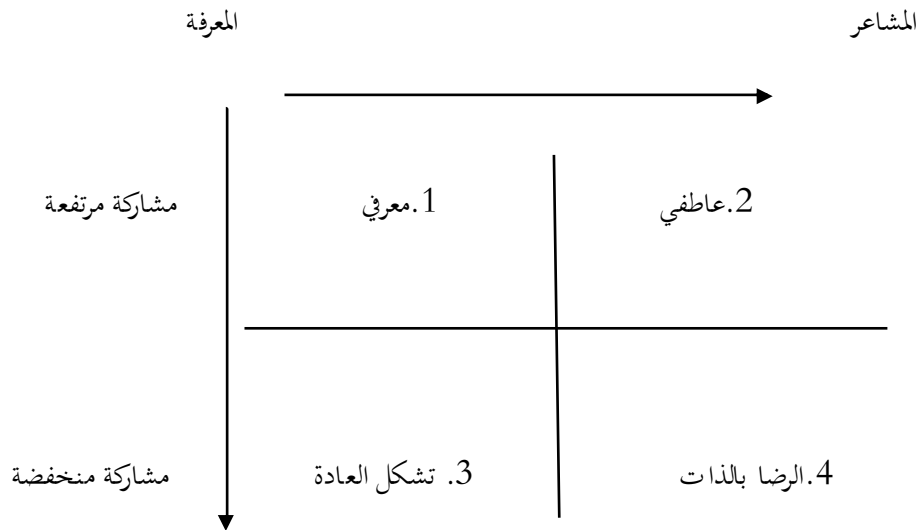 المشاعر
المعرفة
2.عاطفي
1.معرفي
مشاركة مرتفعة
4.الرضا بالذات
3. تشكل العادة
مشاركة منخفضة